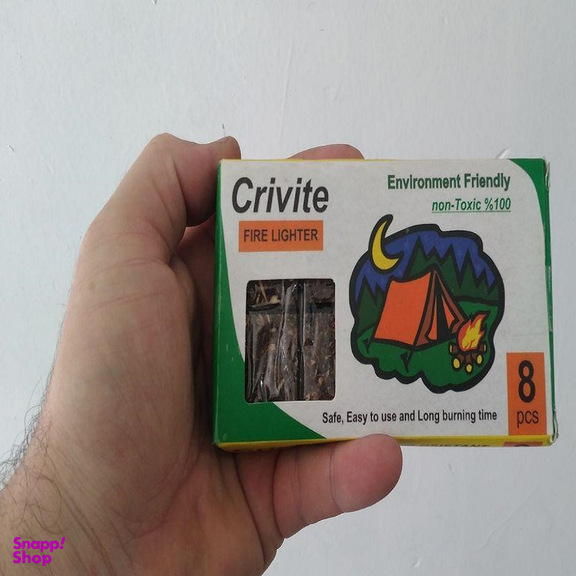 Crivite
FIRE LIGHTER
Environment Friendly
non-Toxic %100
8
pcs
Safe, Easy to use and Long burning time
Snapp!
Shop